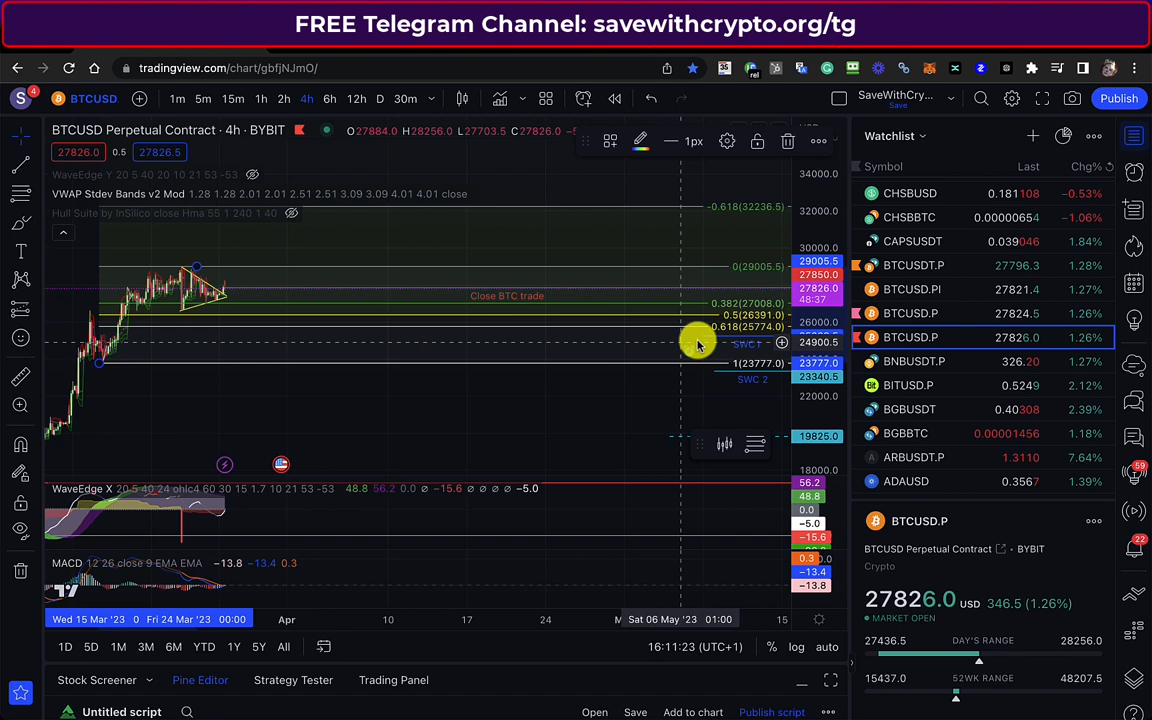 FREE Telegram Channel: savewithcrypto.org/tg
tradingview.com/chart/gbfjNJmO/
S 4 BTCUSD 1m 5m 15m 1h 2h 4h 6h 12h D 30m SaveWithCry... Save Publish
BTCUSD Perpetual Contract · 4h · BYBIT O27884.0 H28256.0 L27703.5 C27826.0
1px
27826.0 0.5 27826.5
WaveEdge Y 20 5 40 20 10 21 53 -53
VWAP Stdev Bands v2 Mod 1.28 1.28 2.01 2.01 2.51 2.51 3.09 3.09 4.01 4.01 close
Hull Suite by InSilico close Hma 55 1 240 1 40
-0.618(32236.5)
0(29005.5)
Close BTC trade
0.382(27008.0)
0.5(26391.0)
0.618(25774.0)
SWC1
1(23777.0)
SWC 2
34000.0
32000.0
30000.0
29005.5
27850.0
27826.0
48:37
26000.0
24900.5
23777.0
23340.5
22000.0
19825.0
18000.0
WaveEdge X 20 5 40 24 ohlc4 60 30 15 1.7 10 21 53 -53 48.8 56.2 0.0 ø -15.6 ø ø ø ø -5.0
56.2
48.8
0.0
-5.0
-15.6
MACD 12 26 close 9 EMA EMA -13.8 -13.4 0.3
0.3
-13.4
-13.8
Wed 15 Mar '23 0 Fri 24 Mar '23 00:00 Apr 10 17 24 M Sat 06 May '23 01:00 15
1D 5D 1M 3M 6M YTD 1Y 5Y All 16:11:23 (UTC+1) % log auto
Stock Screener Pine Editor Strategy Tester Trading Panel
Untitled script Open Save Add to chart Publish script
Watchlist
Symbol Last Chg%
CHSBUSD 0.181108 -0.53%
CHSBBTC 0.00000654 -1.06%
CAPSUSDT 0.039046 1.84%
BTCUSDT.P 27796.3 1.28%
BTCUSD.PI 27821.4 1.27%
BTCUSD.P 27824.5 1.26%
BTCUSD.P 27826.0 1.26%
BNBUSDT.P 326.20 1.27%
BITUSD.P 0.5249 2.12%
BGBUSDT 0.40308 2.39%
BGBBTC 0.00001456 1.18%
ARBUSDT.P 1.3110 7.64%
ADAUSD 0.3567 1.39%
BTCUSD.P
BTCUSD Perpetual Contract · BYBIT
Crypto
27826.0 USD 346.5 (1.26%)
MARKET OPEN
27436.5 DAY'S RANGE 28256.0
15437.0 52WK RANGE 48207.5
59
22